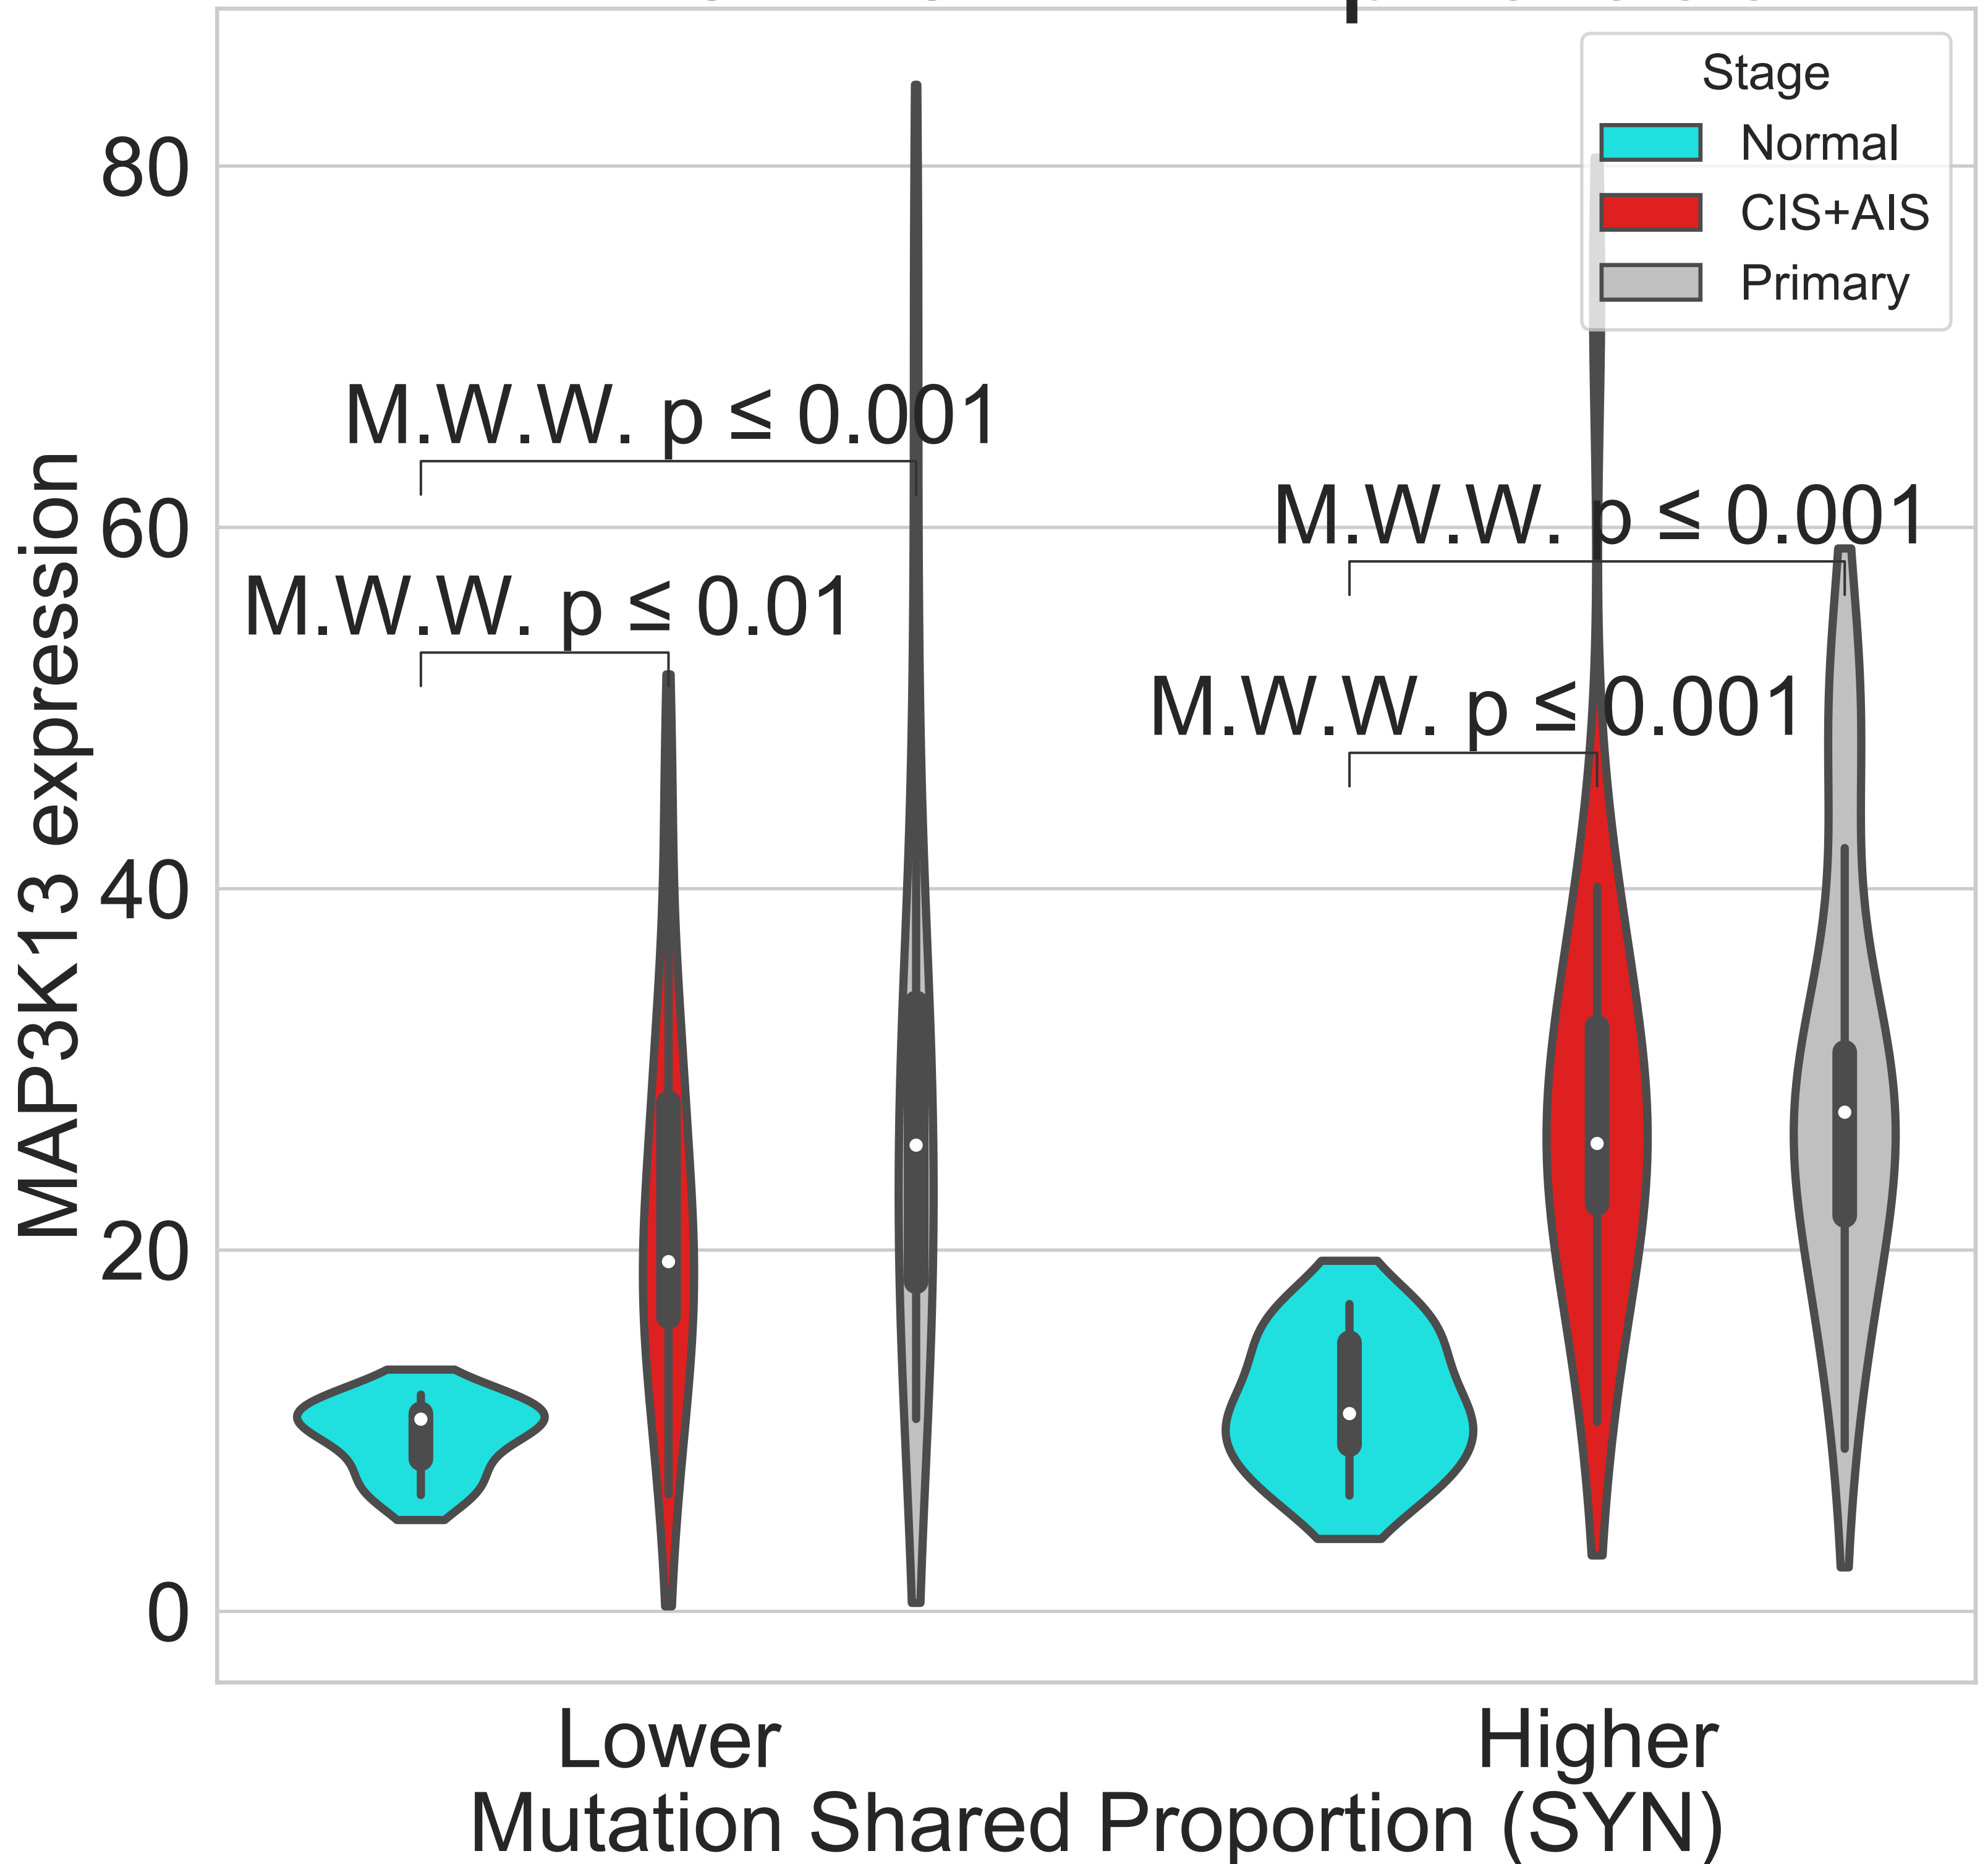 Stage
Normal
CIS+AIS
Primary
80
60
40
20
0
MAP3K13 expression
M.W.W. p ≤ 0.001
M.W.W. p ≤ 0.01
M.W.W. p ≤ 0.001
M.W.W. p ≤ 0.001
Lower
Higher
Mutation Shared Proportion (SYN)